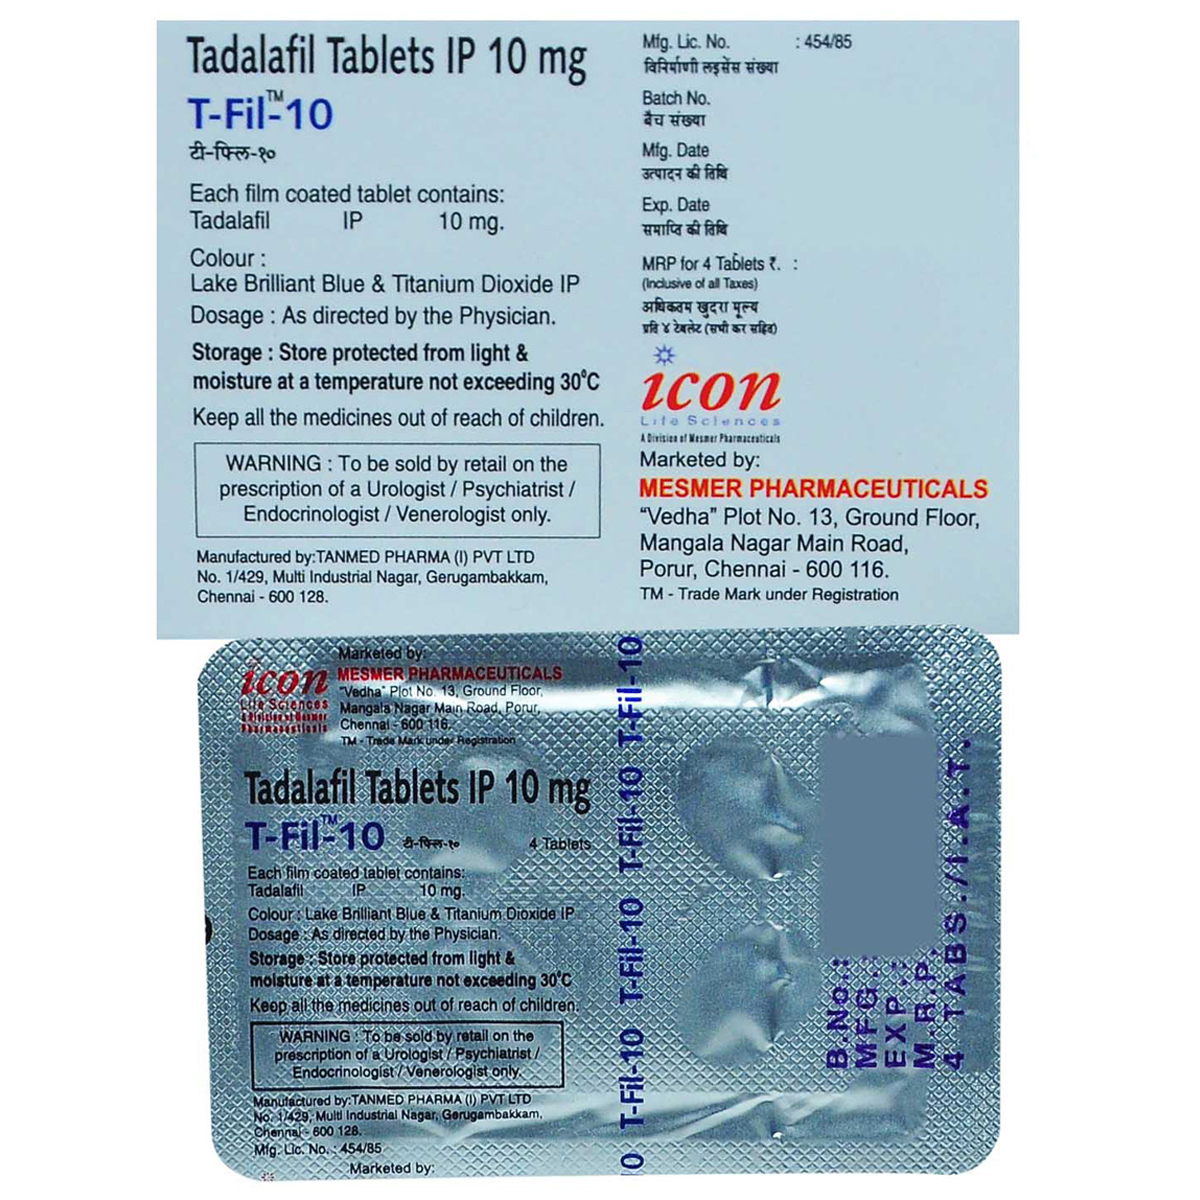 Tadalafil Tablets IP 10 mg
T-Fil™-10
टी-फिल-१०
Each film coated tablet contains:
Tadalafil IP 10 mg.
Colour :
Lake Brilliant Blue & Titanium Dioxide IP
Dosage : As directed by the Physician.
Storage : Store protected from light &
moisture at a temperature not exceeding 30°C
Keep all the medicines out of reach of children.
WARNING : To be sold by retail on the
prescription of a Urologist / Psychiatrist /
Endocrinologist / Venerologist only.
Manufactured by:TANMED PHARMA (I) PVT LTD
No. 1/429, Multi Industrial Nagar, Gerugambakkam,
Chennai - 600 128.
Mfg. Lic. No. : 454/85
विनिर्माणी लइसेंस संख्या
Batch No.
बैच संख्या
Mfg. Date
उत्पादन की तिथि
Exp. Date
समाप्ति की तिथि
MRP for 4 Tablets ₹. :
(Inclusive of all Taxes)
अधिकतम खुदरा मूल्य
प्रति ४ टेबलेट (सभी कर सहित)
icon
Life Sciences
A Division of Mesmer Pharmaceuticals
Marketed by:
MESMER PHARMACEUTICALS
"Vedha" Plot No. 13, Ground Floor,
Mangala Nagar Main Road,
Porur, Chennai - 600 116.
TM - Trade Mark under Registration
icon
Life Sciences
A Division of Mesmer
Pharmaceuticals
Marketed by:
MESMER PHARMACEUTICALS
"Vedha" Plot No. 13, Ground Floor,
Mangala Nagar Main Road, Porur,
Chennai - 600 116.
TM - Trade Mark under Registration
Tadalafil Tablets IP 10 mg
T-Fil™-10 टी-फिल-१० 4 Tablets
Each film coated tablet contains:
Tadalafil IP 10 mg.
Colour : Lake Brilliant Blue & Titanium Dioxide IP
Dosage : As directed by the Physician.
Storage : Store protected from light &
moisture at a temperature not exceeding 30°C
Keep all the medicines out of reach of children.
WARNING : To be sold by retail on the
prescription of a Urologist / Psychiatrist /
Endocrinologist / Venerologist only.
Manufactured by:TANMED PHARMA (I) PVT LTD
No. 1/429, Multi Industrial Nagar, Gerugambakkam,
Chennai - 600 128.
Mfg. Lic. No. : 454/85
Marketed by:
0 T-Fil-10 T-Fil-10 T-Fil-10 T-Fil-10
B.No.:
MFG.:
EXP.:
M.R.P.
4 TABS./I.A.T.